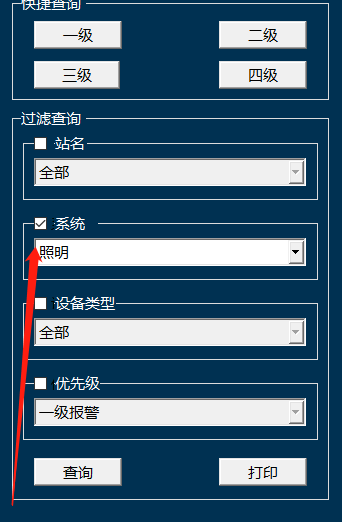 快捷查询
一级 二级
三级 四级
过滤查询
站名
全部
系统
照明
设备类型
全部
优先级
一级报警
查询 打印